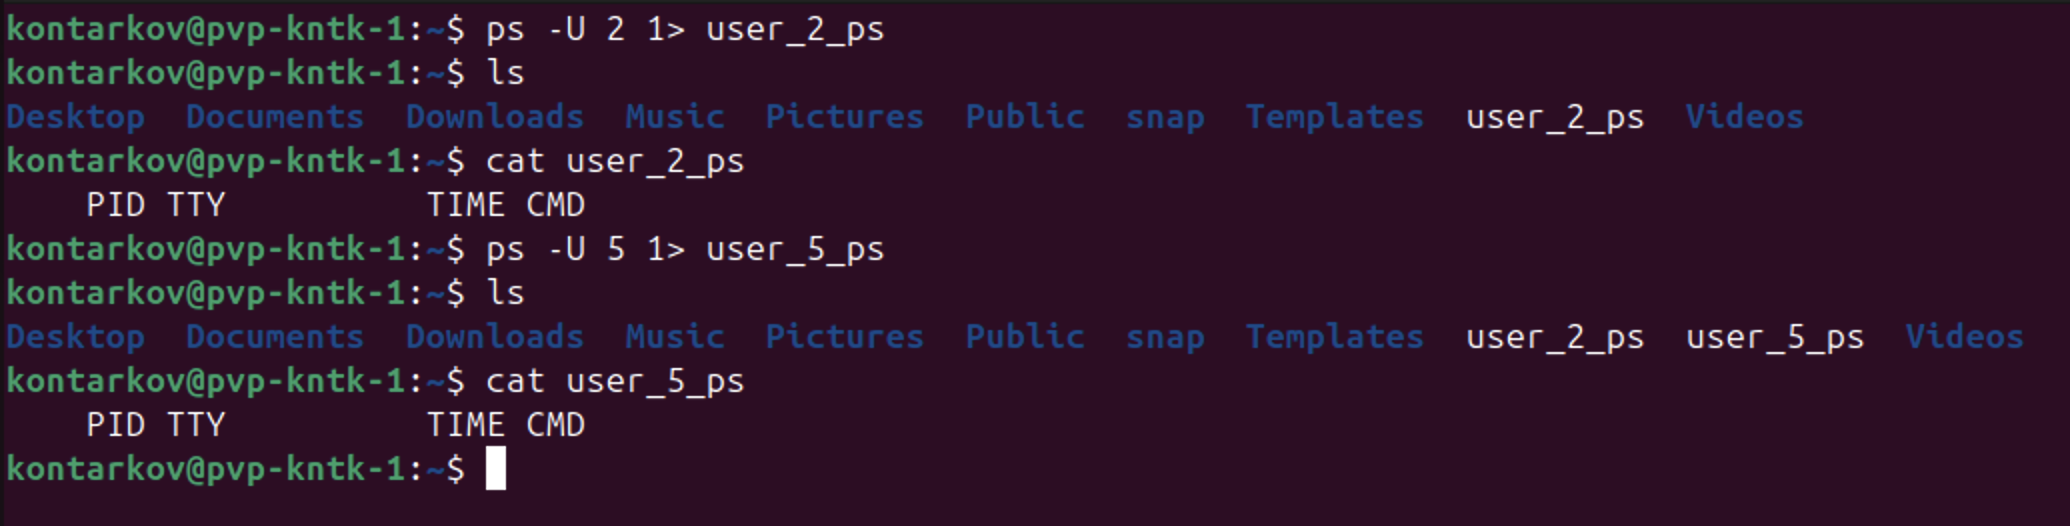 kontarkov@pvp-kntk-1:~$ ps -U 2 1> user_2_ps
kontarkov@pvp-kntk-1:~$ ls
Desktop  Documents  Downloads  Music  Pictures  Public  snap  Templates  user_2_ps  Videos
kontarkov@pvp-kntk-1:~$ cat user_2_ps
    PID TTY          TIME CMD
kontarkov@pvp-kntk-1:~$ ps -U 5 1> user_5_ps
kontarkov@pvp-kntk-1:~$ ls
Desktop  Documents  Downloads  Music  Pictures  Public  snap  Templates  user_2_ps  user_5_ps  Videos
kontarkov@pvp-kntk-1:~$ cat user_5_ps
    PID TTY          TIME CMD
kontarkov@pvp-kntk-1:~$